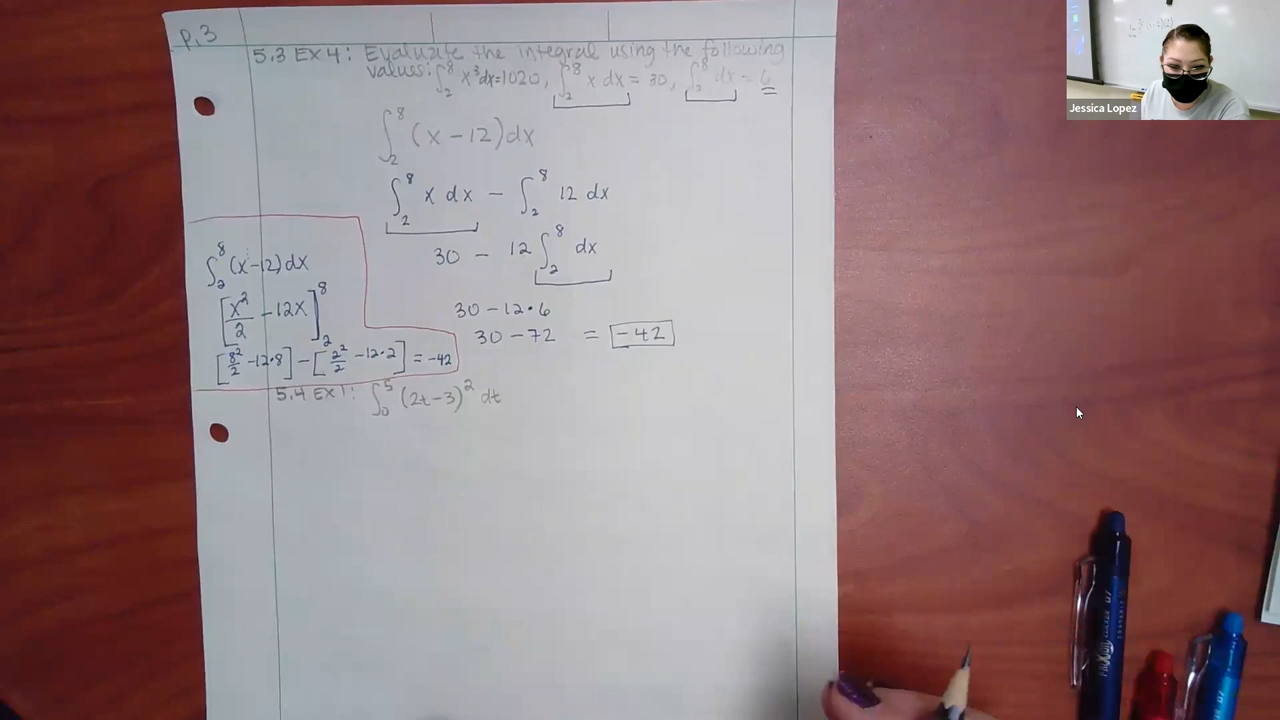 p.3
5.3 Ex 4: Evaluate the integral using the following
values: ∫₂⁸ x³dx=1020, ∫₂⁸ x dx = 30, ∫₂⁸ dx = 6
∫₂⁸ (x-12)dx
∫₂⁸ x dx - ∫₂⁸ 12 dx
30 - 12 ∫₂⁸ dx
30 - 12 • 6
30 - 72 = -42
∫₂⁸ (x-12)dx
[x²/2 - 12x]₂⁸
[8²/2 - 12•8] - [2²/2 - 12•2] = -42
5.4 Ex 1: ∫₀⁵ (2t-3)² dt
Jessica Lopez